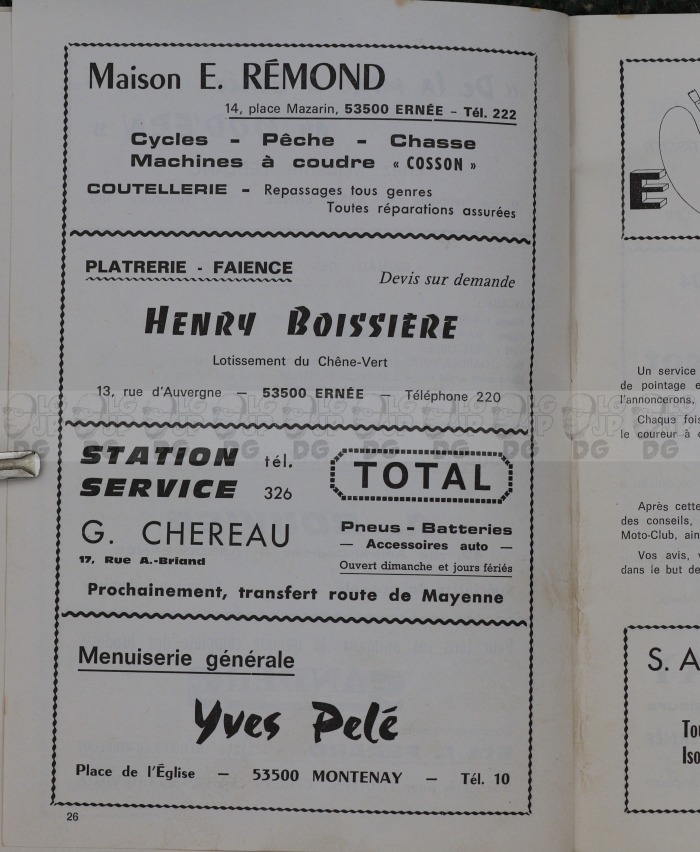 Maison E. RÉMOND
14, place Mazarin, 53500 ERNÉE - Tél. 222
Cycles - Pêche - Chasse
Machines à coudre « COSSON »
COUTELLERIE - Repassages tous genres
Toutes réparations assurées
PLATRERIE - FAIENCE
Devis sur demande
HENRY BOISSIÈRE
Lotissement du Chêne-Vert
13, rue d'Auvergne — 53500 ERNÉE — Téléphone 220
STATION SERVICE
tél. 326
TOTAL
G. CHEREAU
17, Rue A.-Briand
Pneus - Batteries
— Accessoires auto —
Ouvert dimanche et jours fériés
Prochainement, transfert route de Mayenne
Menuiserie générale
Yves Pelé
Place de l'Église — 53500 MONTENAY — Tél. 10
26
E
Un service
de pointage e
l'annoncerons,
Chaque fois
le coureur à
Après cette
des conseils,
Moto-Club, ain
Vos avis, v
dans le but de
S. A
Tou
Iso
JP
DG